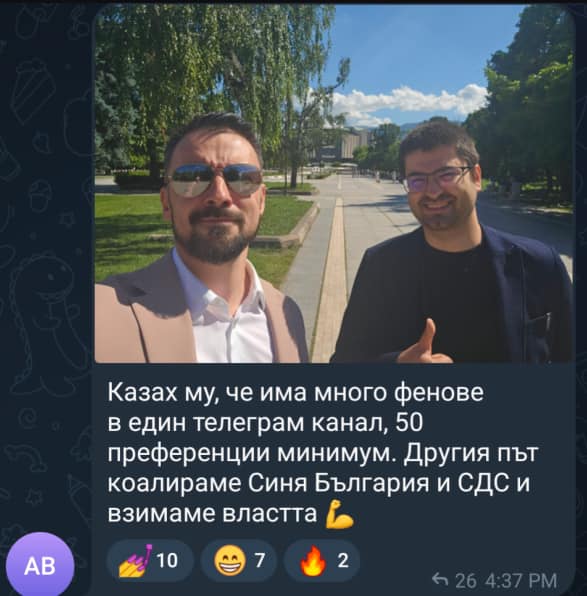 Казах му, че има много фенове
в един телеграм канал, 50
преференции минимум. Другия път
коалираме Синя България и СДС и
взимаме властта 💪
💅 10 😁 7 🔥 2
АВ
26 4:37 PM